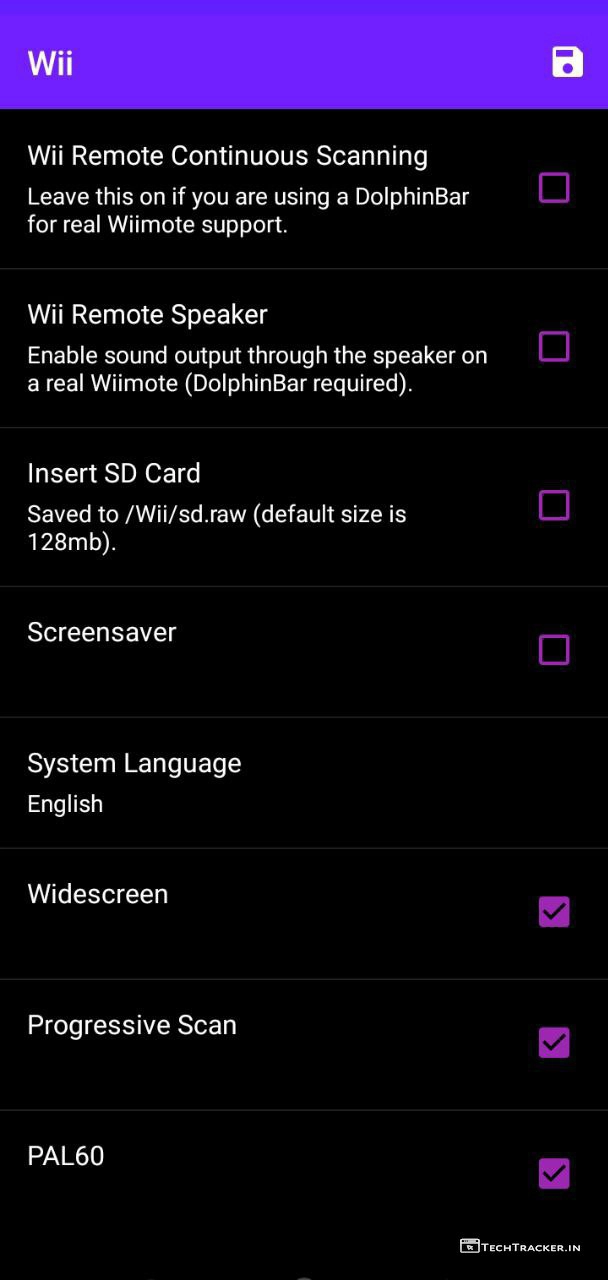 Wii
Wii Remote Continuous Scanning
Leave this on if you are using a DolphinBar
for real Wiimote support.
Wii Remote Speaker
Enable sound output through the speaker on
a real Wiimote (DolphinBar required).
Insert SD Card
Saved to /Wii/sd.raw (default size is
128mb).
Screensaver
System Language
English
Widescreen
Progressive Scan
PAL60
TECHTRACKER.IN